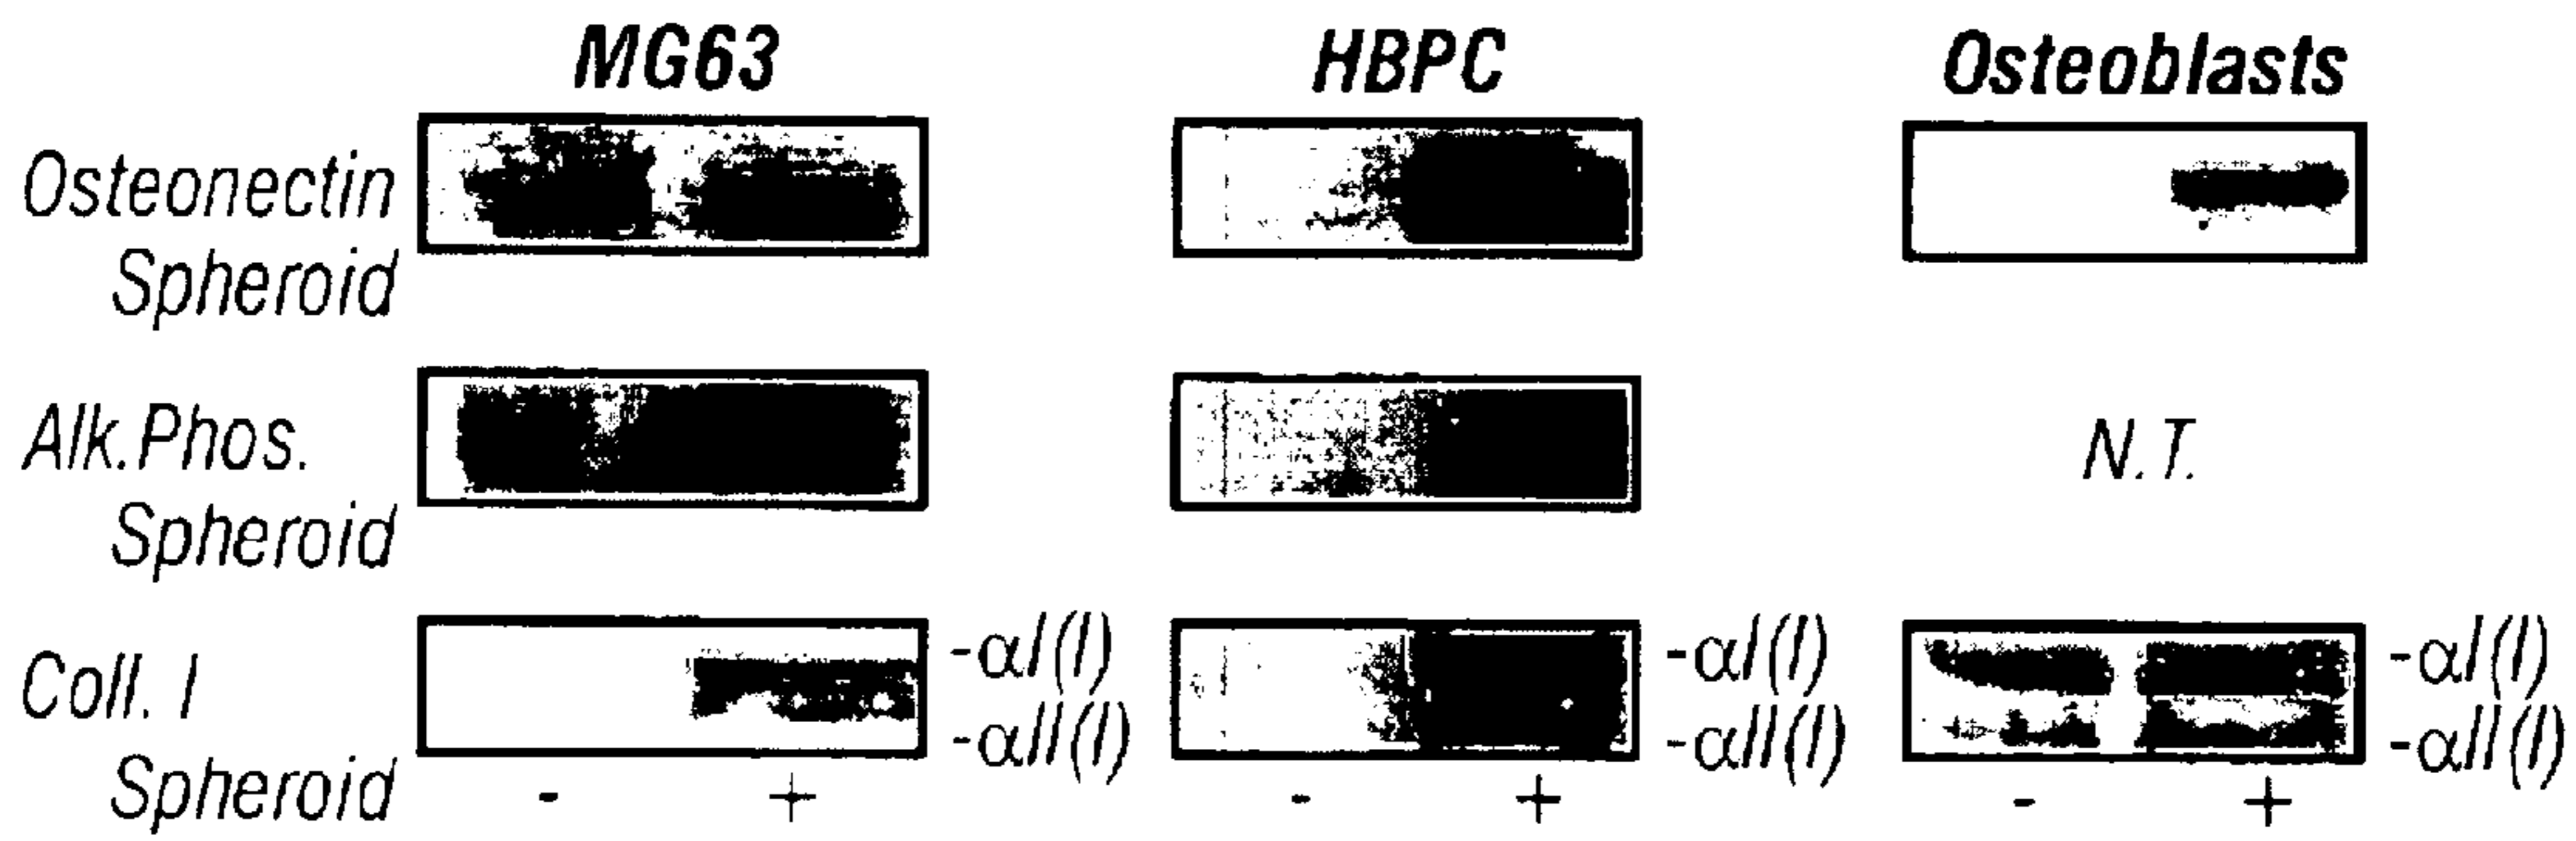 MG63 HBPC Osteoblasts
Osteonectin
Spheroid
Alk.Phos. N.T.
Spheroid
-αI(I) -αI(I) -αI(I)
Coll. I
-αII(I) -αII(I) -αII(I)
Spheroid - + - + - +